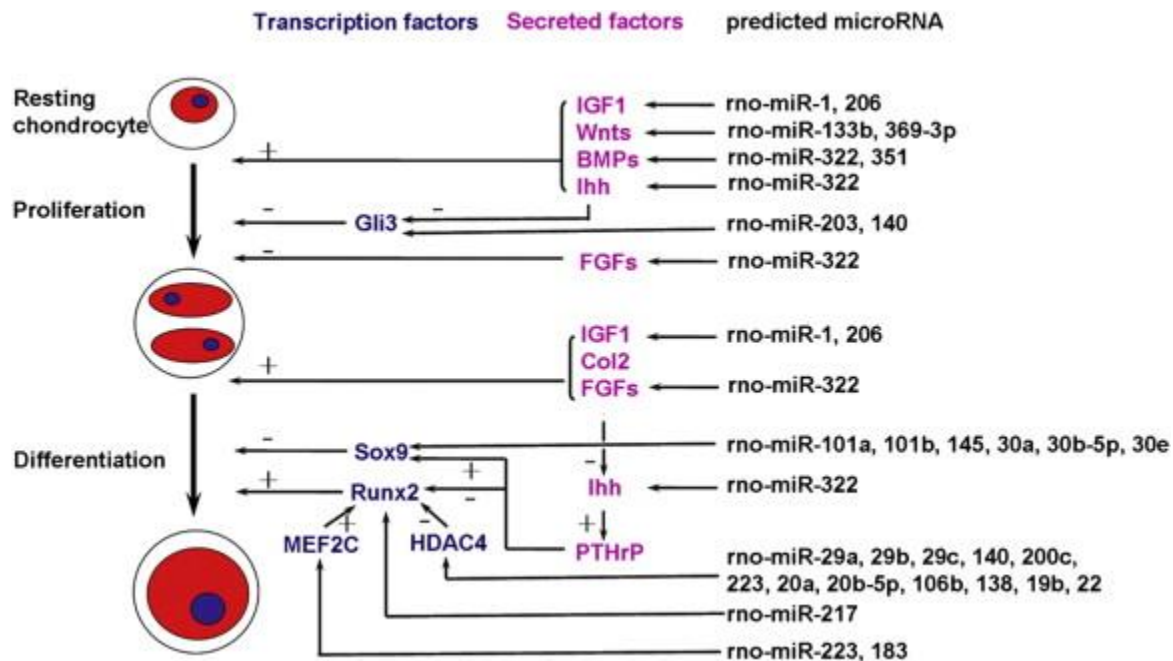 Transcription factors Secreted factors predicted microRNA
Resting
chondrocyte
IGF1 rno-miR-1, 206
Wnts rno-miR-133b, 369-3p
+ BMPs rno-miR-322, 351
Ihh rno-miR-322
Proliferation
- Gli3 - rno-miR-203, 140
- FGFs rno-miR-322
IGF1 rno-miR-1, 206
Col2
+ FGFs rno-miR-322
- Sox9 rno-miR-101a, 101b, 145, 30a, 30b-5p, 30e
Differentiation
+ Runx2 + - - Ihh rno-miR-322
MEF2C + HDAC4 - + PTHrP
rno-miR-29a, 29b, 29c, 140, 200c,
223, 20a, 20b-5p, 106b, 138, 19b, 22
rno-miR-217
rno-miR-223, 183